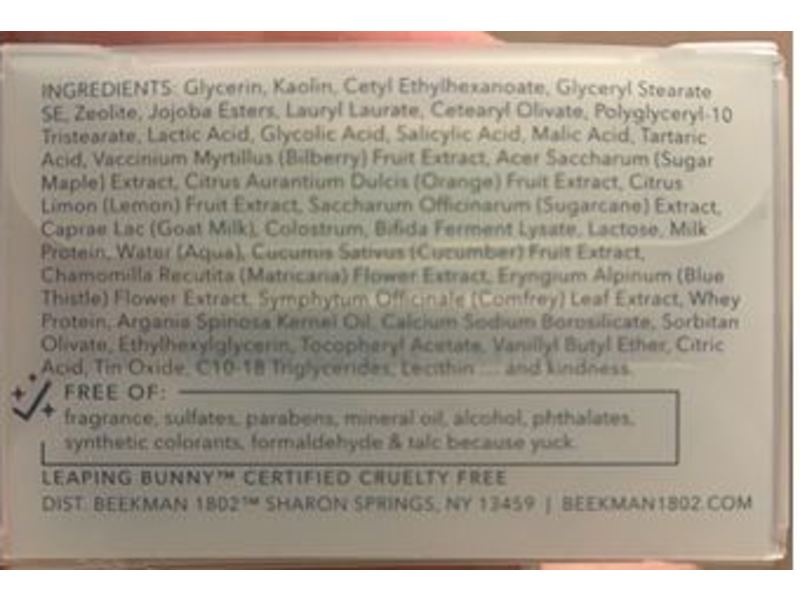 INGREDIENTS: Glycerin, Kaolin, Cetyl Ethylhexanoate, Glyceryl Stearate
SE, Zeolite, Jojoba Esters, Lauryl Laurate, Cetearyl Olivate, Polyglyceryl-10
Tristearate, Lactic Acid, Glycolic Acid, Salicylic Acid, Malic Acid, Tartaric
Acid, Vaccinium Myrtillus (Bilberry) Fruit Extract, Acer Saccharum (Sugar
Maple) Extract, Citrus Aurantium Dulcis (Orange) Fruit Extract, Citrus
Limon (Lemon) Fruit Extract, Saccharum Officinarum (Sugarcane) Extract,
Caprae Lac (Goat Milk), Colostrum, Bifida Ferment Lysate, Lactose, Milk
Protein, Water (Aqua), Cucumis Sativus (Cucumber) Fruit Extract,
Chamomilla Recutita (Matricaria) Flower Extract, Eryngium Alpinum (Blue
Thistle) Flower Extract, Symphytum Officinale (Comfrey) Leaf Extract, Whey
Protein, Argania Spinosa Kernel Oil, Calcium Sodium Borosilicate, Sorbitan
Olivate, Ethylhexylglycerin, Tocopheryl Acetate, Vanillyl Butyl Ether, Citric
Acid, Tin Oxide, C10-18 Triglycerides, Lecithin ... and kindness.
FREE OF:
fragrance, sulfates, parabens, mineral oil, alcohol, phthalates,
synthetic colorants, formaldehyde & talc because yuck.
LEAPING BUNNY™ CERTIFIED CRUELTY FREE
DIST. BEEKMAN 1802™ SHARON SPRINGS, NY 13459 | BEEKMAN1802.COM